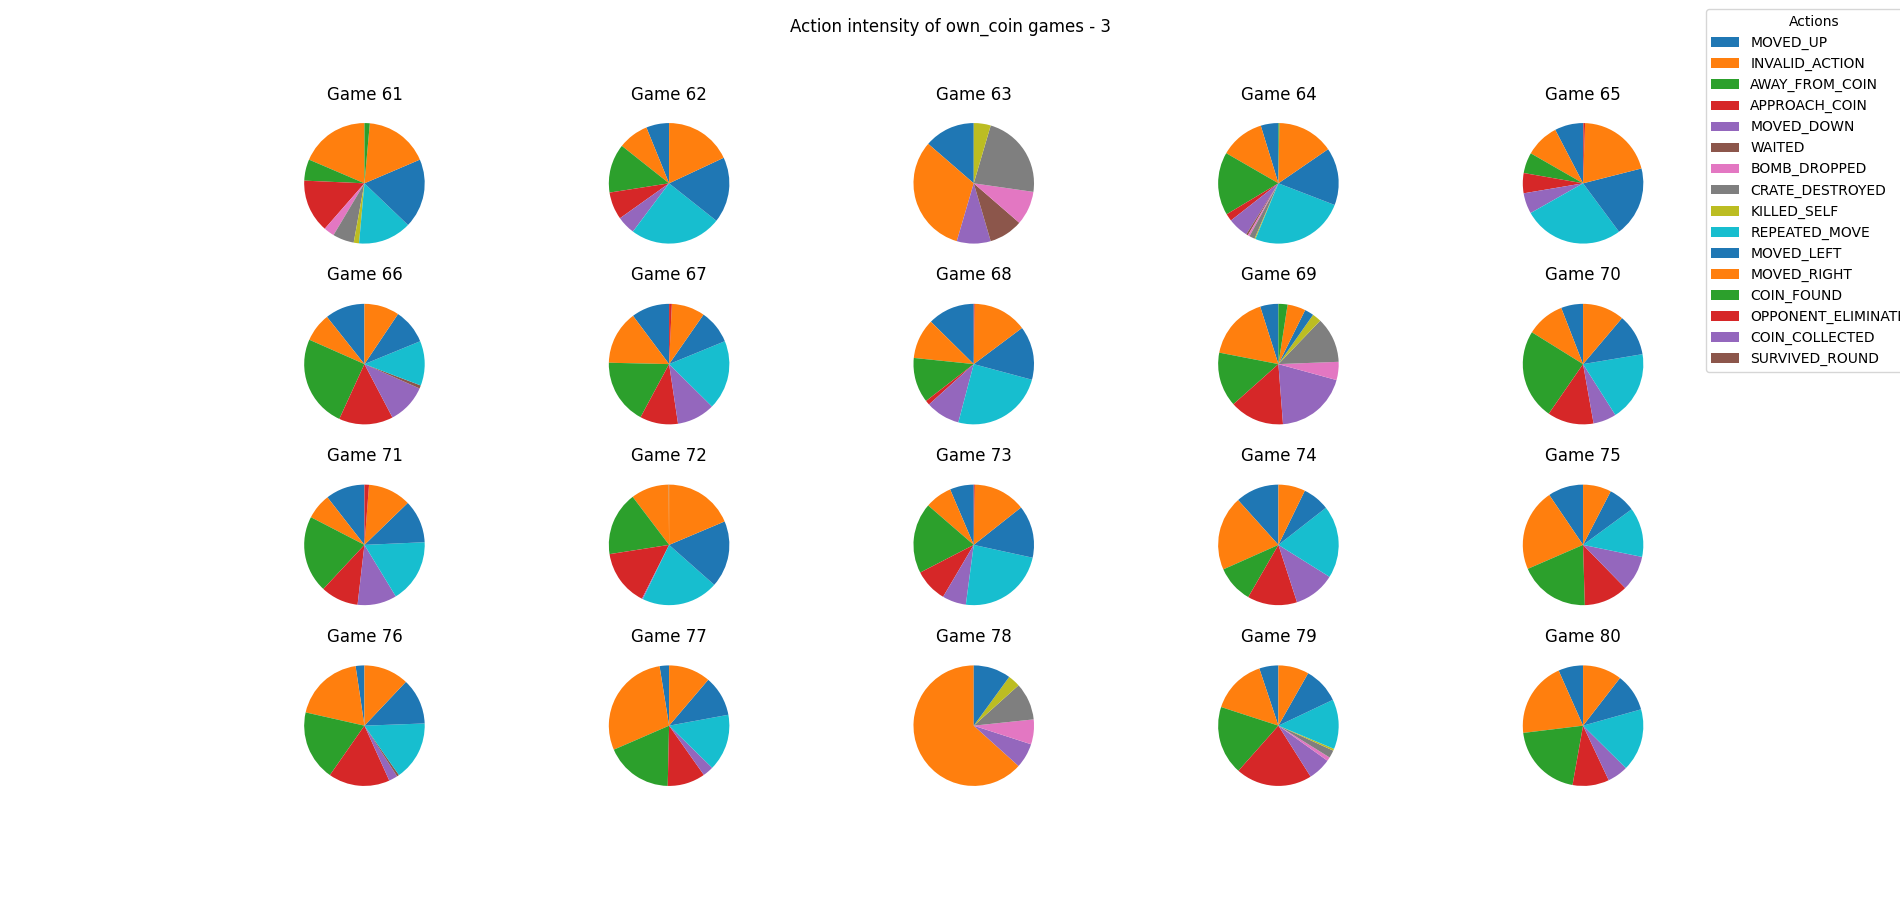 Action intensity of own_coin games - 3
Actions
MOVED_UP
INVALID_ACTION
AWAY_FROM_COIN
APPROACH_COIN
MOVED_DOWN
WAITED
BOMB_DROPPED
CRATE_DESTROYED
KILLED_SELF
REPEATED_MOVE
MOVED_LEFT
MOVED_RIGHT
COIN_FOUND
OPPONENT_ELIMINATI
COIN_COLLECTED
SURVIVED_ROUND
Game 61
Game 62
Game 63
Game 64
Game 65
Game 66
Game 67
Game 68
Game 69
Game 70
Game 71
Game 72
Game 73
Game 74
Game 75
Game 76
Game 77
Game 78
Game 79
Game 80